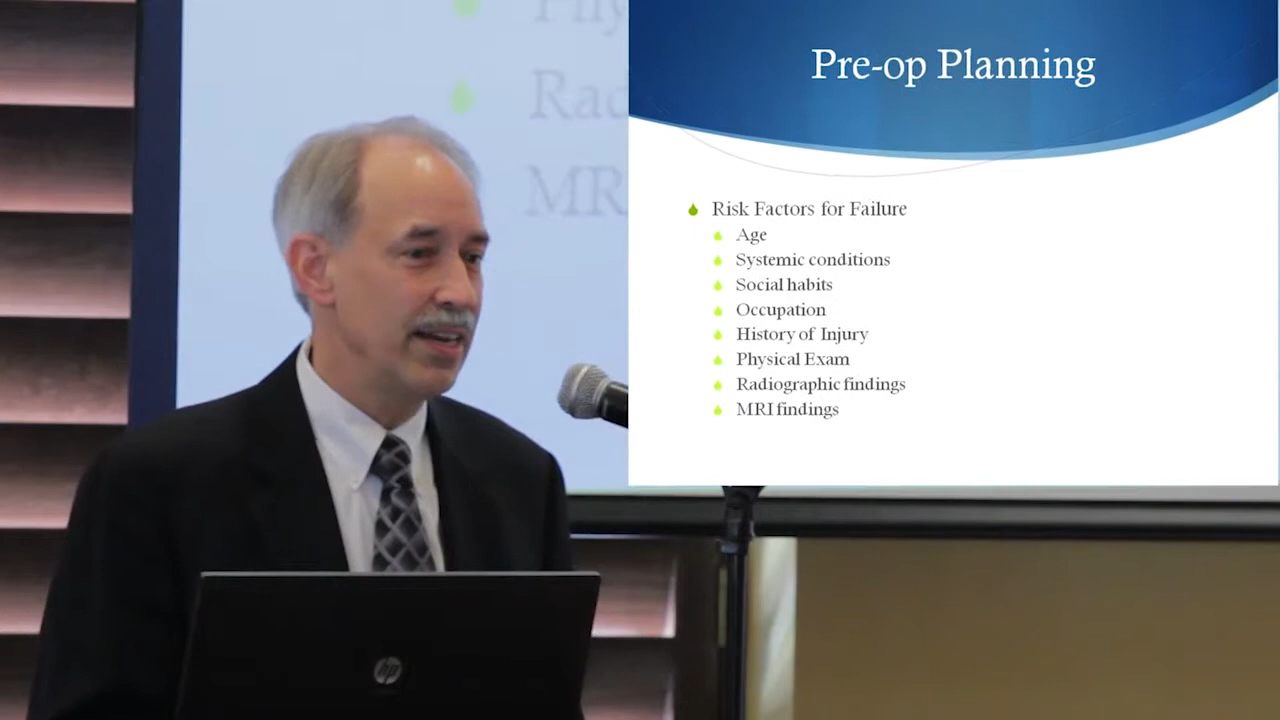 Pre-op Planning
Risk Factors for Failure
Age
Systemic conditions
Social habits
Occupation
History of Injury
Physical Exam
Radiographic findings
MRI findings
hp